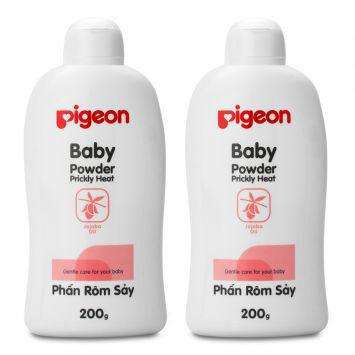 pigeon
Baby
Powder
Prickly Heat
Jojoba
Oil
Gentle care for your baby
Phấn Rôm Sảy
200g
pigeon
Baby
Powder
Prickly Heat
Jojoba
Oil
Gentle care for your baby
Phấn Rôm Sảy
200g